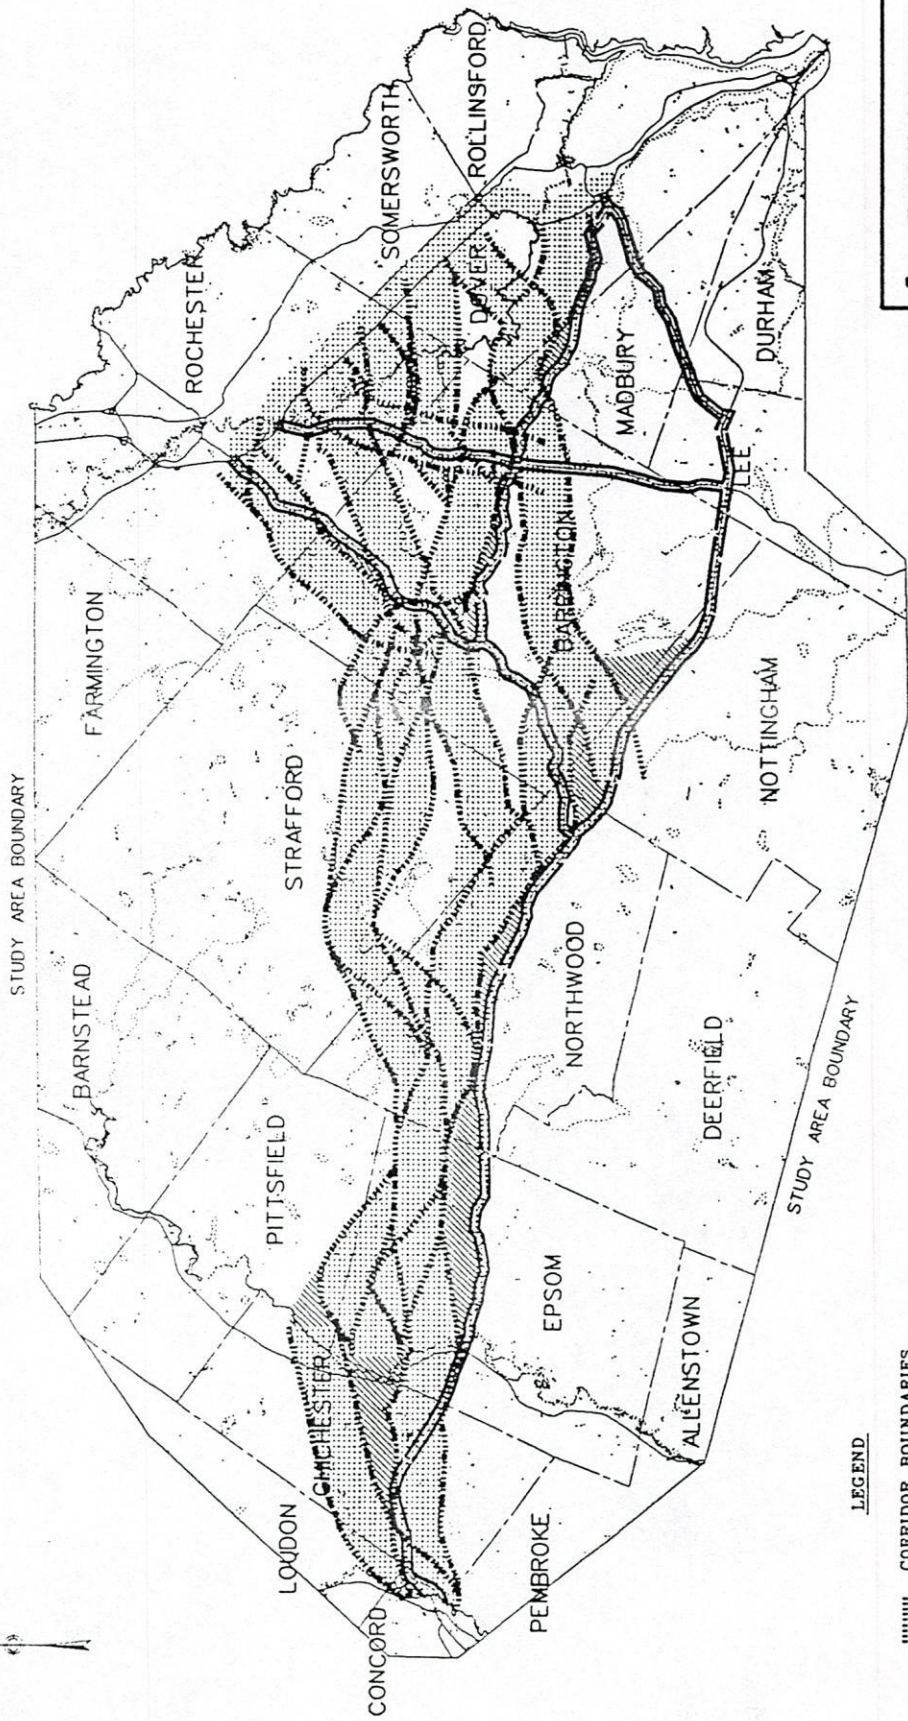 STUDY AREA BOUNDARY
BARNSTEAD
FARMINGTON
ROCHESTER
SOMERSWORTH
ROLLINSFORD
STRAFFORD
PITTSFIELD
DOVER
LOUDON
CHICHESTER
BARRINGTON
MADBURY
CONCORD
NORTHWOOD
NOTTINGHAM
LEE
DURHAM
EPSOM
DEERFIELD
PEMBROKE
ALLENSTOWN
STUDY AREA BOUNDARY
LEGEND
CORRIDOR BOUNDARIES